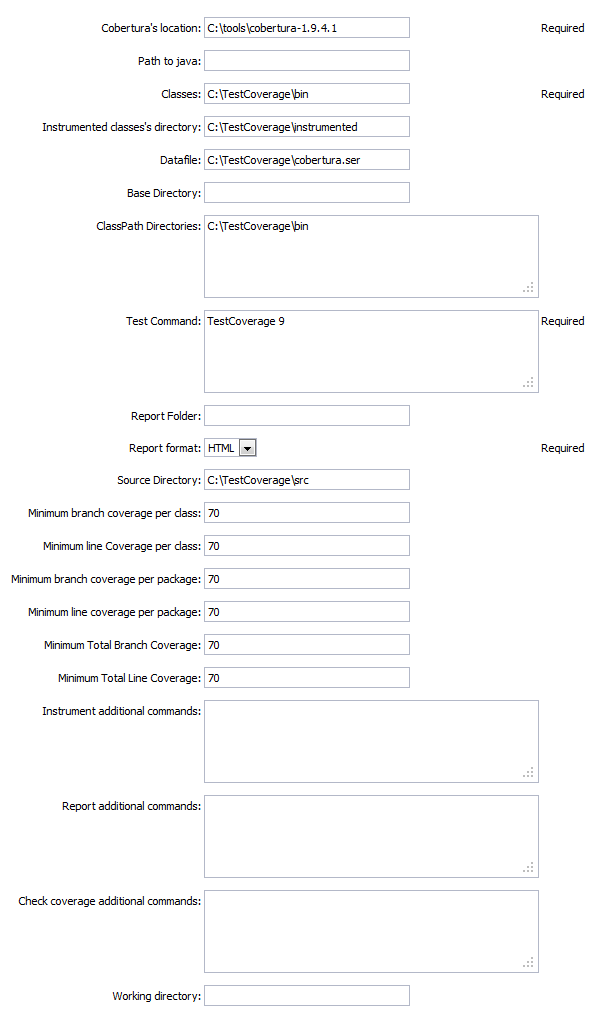 Cobertura's location: C:\tools\cobertura-1.9.4.1 Required
Path to java:
Classes: C:\TestCoverage\bin Required
Instrumented classes's directory: C:\TestCoverage\instrumented
Datafile: C:\TestCoverage\cobertura.ser
Base Directory:
ClassPath Directories: C:\TestCoverage\bin
Test Command: TestCoverage 9 Required
Report Folder:
Report format: HTML Required
Source Directory: C:\TestCoverage\src
Minimum branch coverage per class: 70
Minimum line Coverage per class: 70
Minimum branch coverage per package: 70
Minimum line coverage per package: 70
Minimum Total Branch Coverage: 70
Minimum Total Line Coverage: 70
Instrument additional commands:
Report additional commands:
Check coverage additional commands:
Working directory: